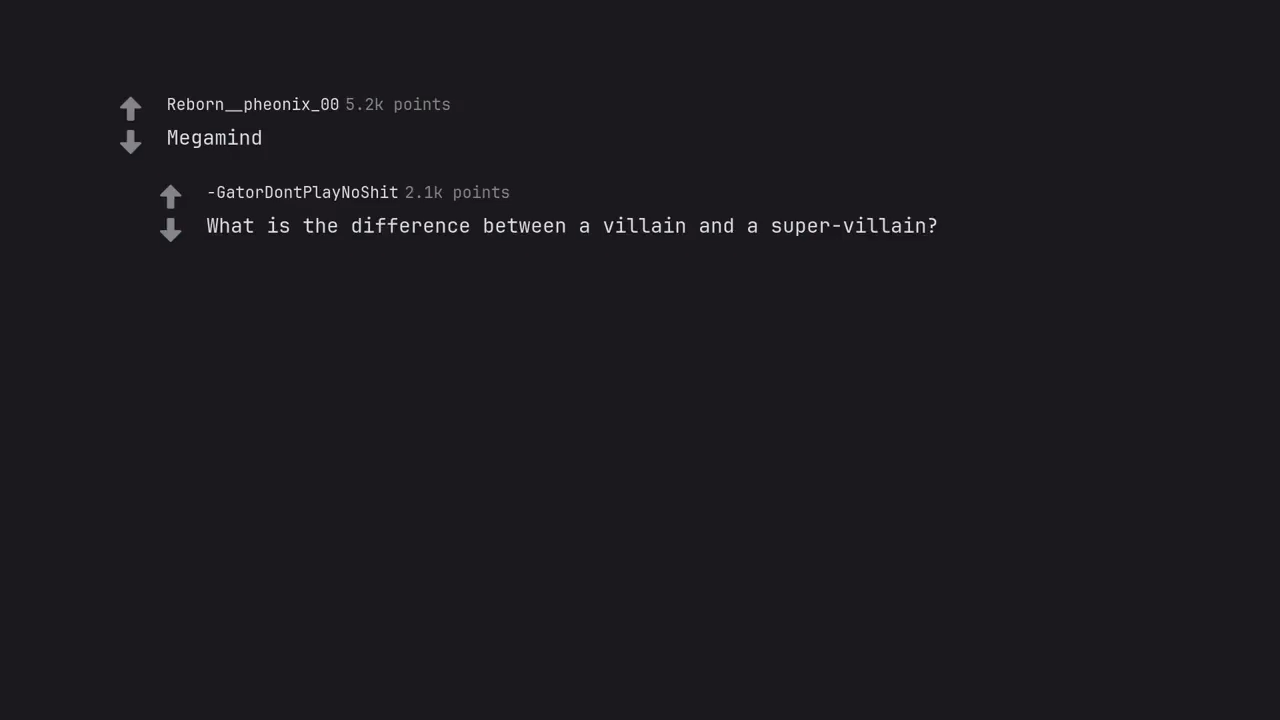 Reborn__pheonix_00 5.2k points
Megamind
-GatorDontPlayNoShit 2.1k points
What is the difference between a villain and a super-villain?